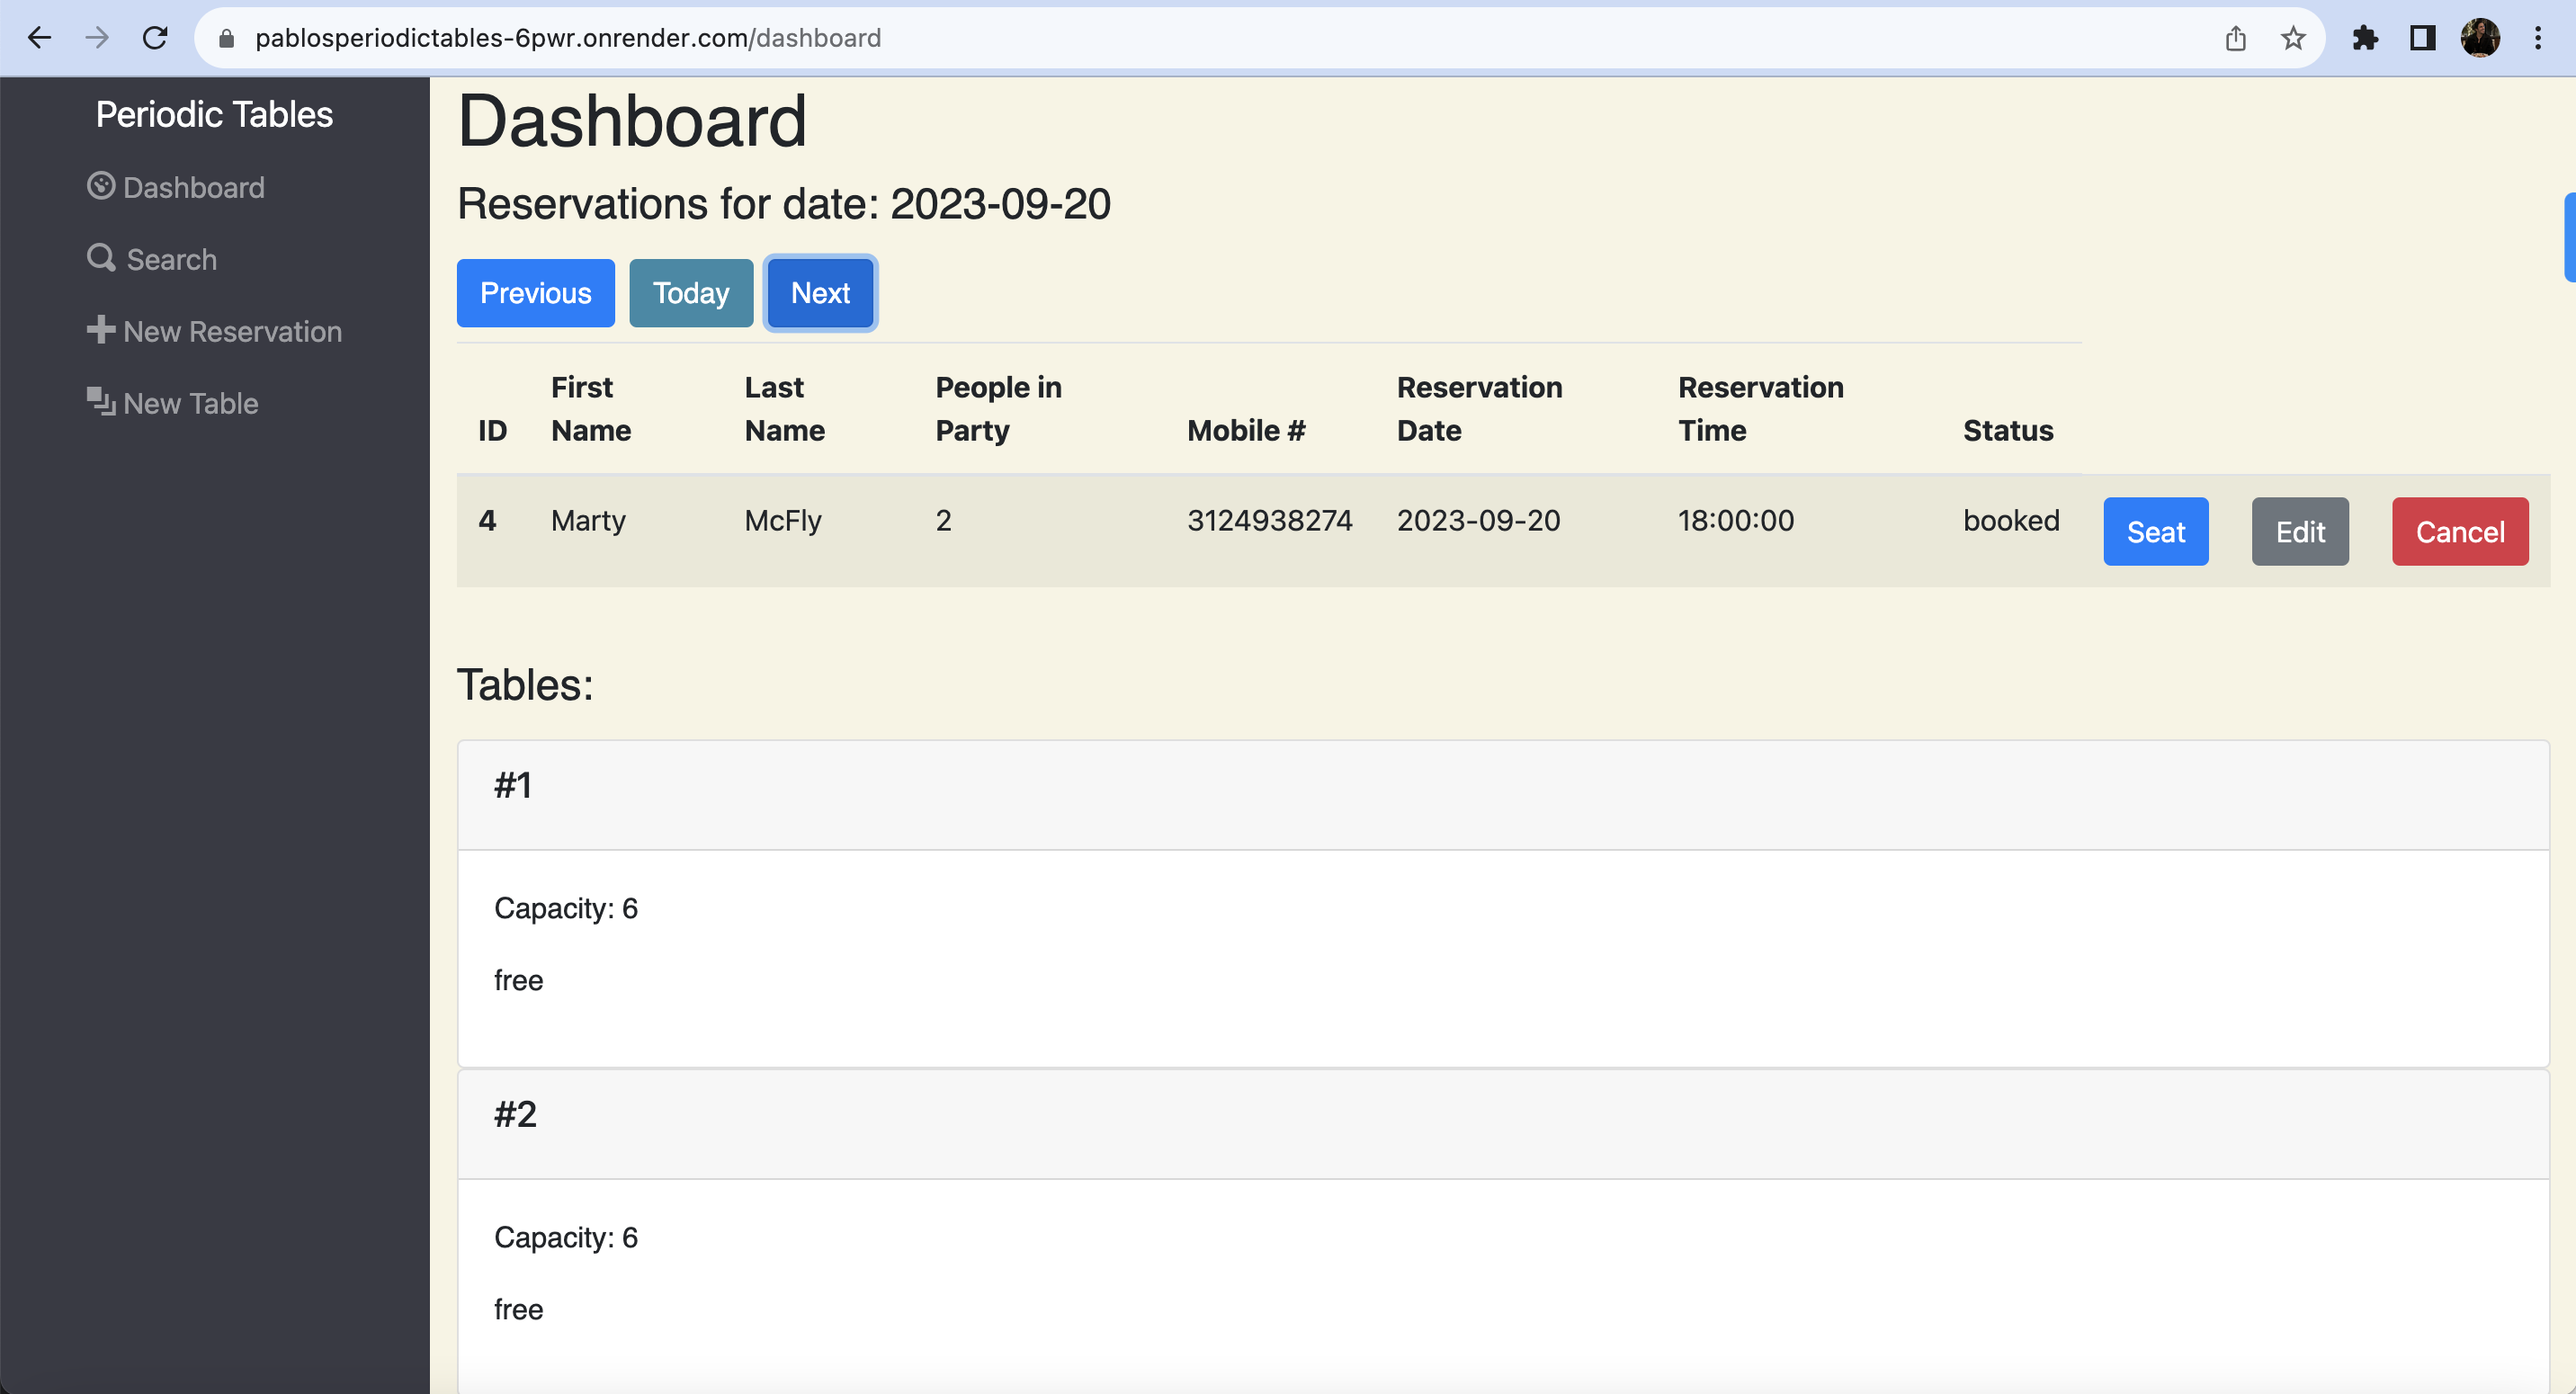 pablosperiodictables-6pwr.onrender.com/dashboard
Periodic Tables
Dashboard
Search
New Reservation
New Table
Dashboard
Reservations for date: 2023-09-20
Previous Today Next
ID First Name Last Name People in Party Mobile # Reservation Date Reservation Time Status
4 Marty McFly 2 3124938274 2023-09-20 18:00:00 booked Seat Edit Cancel
Tables:
#1
Capacity: 6
free
#2
Capacity: 6
free